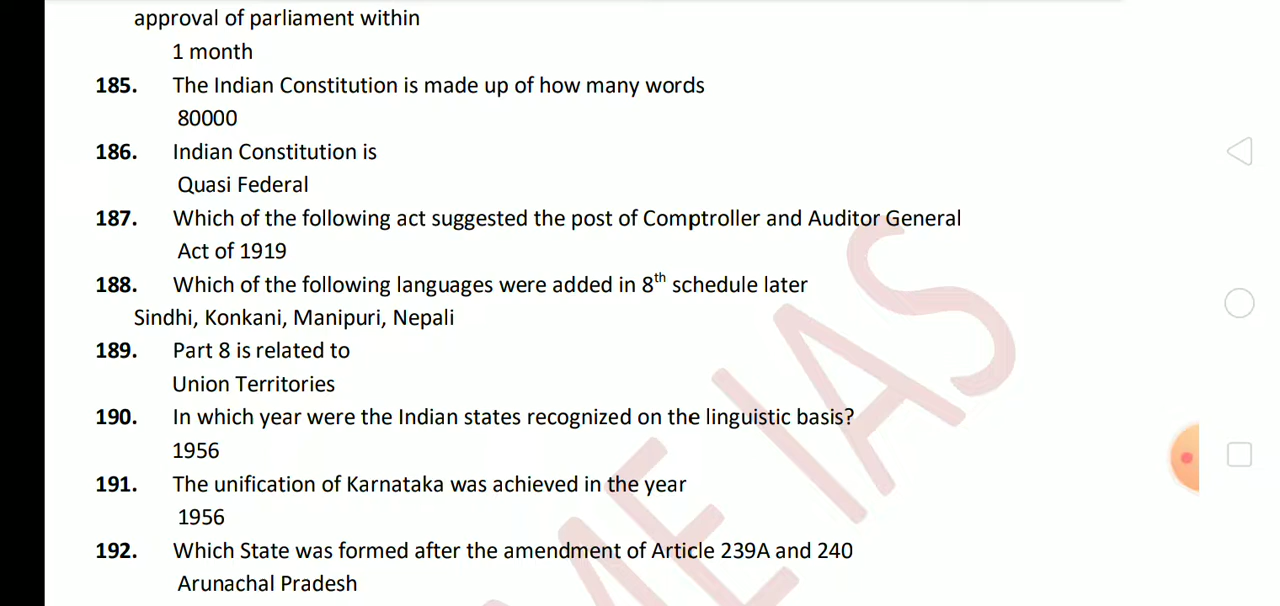 approval of parliament within
1 month
185. The Indian Constitution is made up of how many words
80000
186. Indian Constitution is
Quasi Federal
187. Which of the following act suggested the post of Comptroller and Auditor General
Act of 1919
188. Which of the following languages were added in 8th schedule later
Sindhi, Konkani, Manipuri, Nepali
189. Part 8 is related to
Union Territories
190. In which year were the Indian states recognized on the linguistic basis?
1956
191. The unification of Karnataka was achieved in the year
1956
192. Which State was formed after the amendment of Article 239A and 240
Arunachal Pradesh
ME IAS